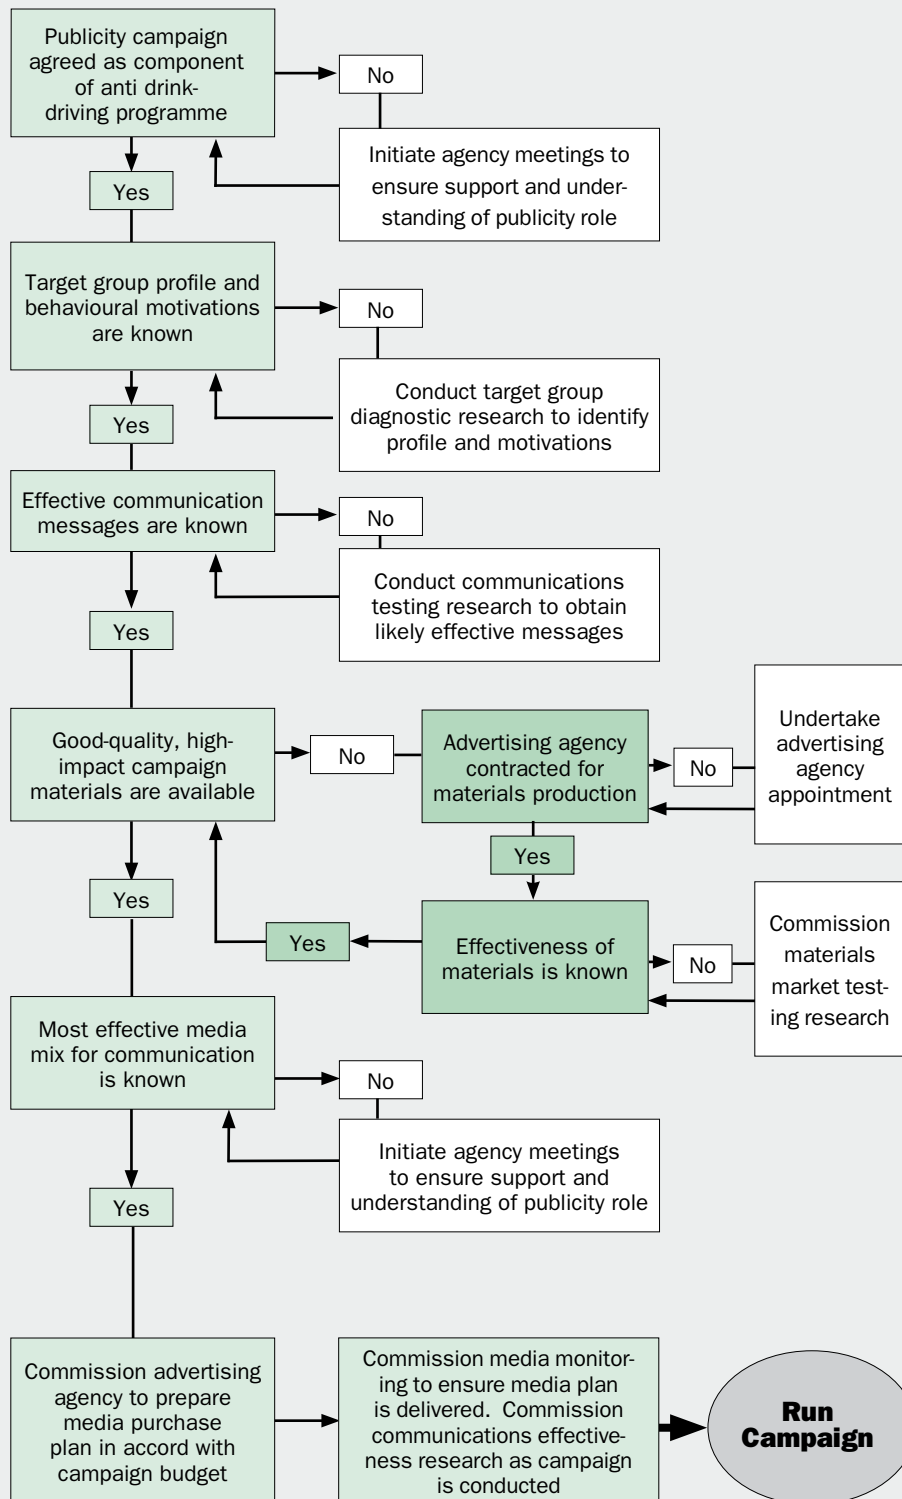 Publicity campaign
agreed as component
of anti drink-
driving programme
No
Initiate agency meetings to
ensure support and under-
standing of publicity role
Yes
Target group profile and
behavioural motivations
are known
No
Conduct target group
diagnostic research to identify
profile and motivations
Yes
Effective communication
messages are known
No
Conduct communications
testing research to obtain
likely effective messages
Yes
Good-quality, high-
impact campaign
materials are available
No
Advertising agency
contracted for
materials production
No
Undertake
advertising
agency
appointment
Yes
Effectiveness of
materials is known
No
Commission
materials
market test-
ing research
Yes
Yes
Most effective media
mix for communication
is known
No
Initiate agency meetings
to ensure support and
understanding of publicity role
Yes
Commission advertising
agency to prepare
media purchase
plan in accord with
campaign budget
Commission media monitor-
ing to ensure media plan
is delivered. Commission
communications effective-
ness research as campaign
is conducted
Run
Campaign